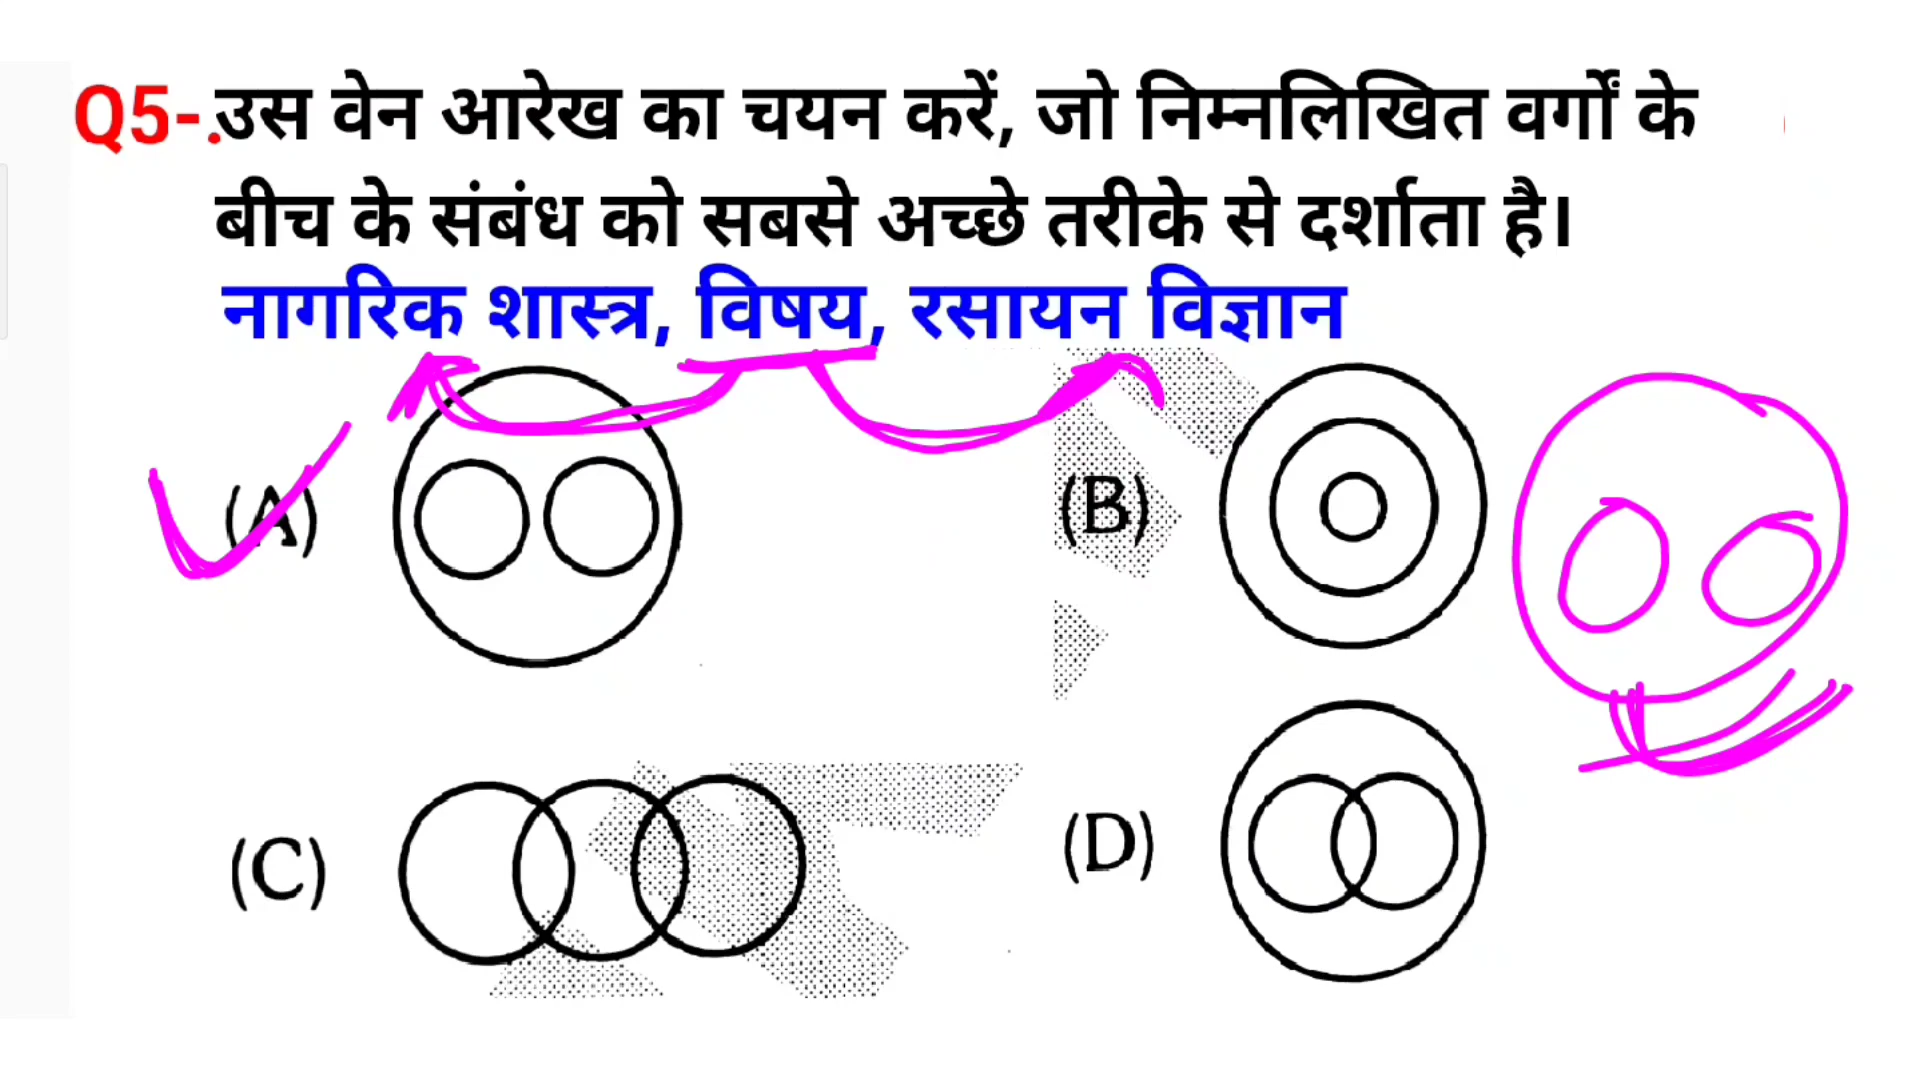 Q5-.उस वेन आरेख का चयन करें, जो निम्नलिखित वर्गों के
बीच के संबंध को सबसे अच्छे तरीके से दर्शाता है।
नागरिक शास्त्र, विषय, रसायन विज्ञान
(A) (B)
(C) (D)